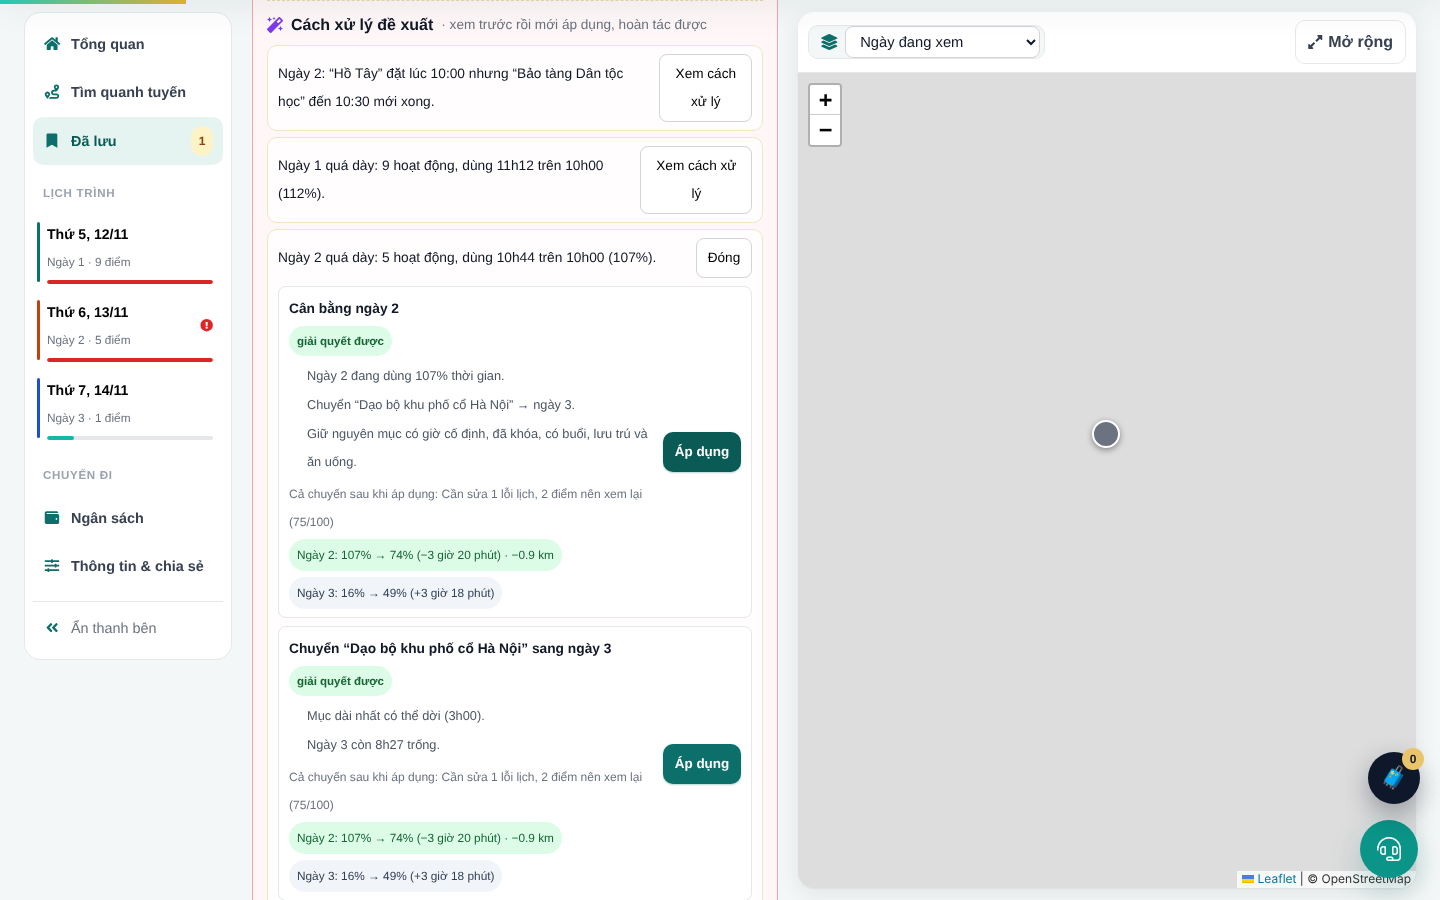 Tổng quan
Tìm quanh tuyến
Đã lưu
1
LỊCH TRÌNH
Thứ 5, 12/11
Ngày 1 · 9 điểm
Thứ 6, 13/11
Ngày 2 · 5 điểm
Thứ 7, 14/11
Ngày 3 · 1 điểm
CHUYẾN ĐI
Ngân sách
Thông tin & chia sẻ
Ẩn thanh bên
Cách xử lý đề xuất · xem trước rồi mới áp dụng, hoàn tác được
Ngày 2: “Hồ Tây” đặt lúc 10:00 nhưng “Bảo tàng Dân tộc
học” đến 10:30 mới xong.
Xem cách
xử lý
Ngày 1 quá dày: 9 hoạt động, dùng 11h12 trên 10h00
(112%).
Xem cách xử
lý
Ngày 2 quá dày: 5 hoạt động, dùng 10h44 trên 10h00 (107%).
Đóng
Cân bằng ngày 2
giải quyết được
Ngày 2 đang dùng 107% thời gian.
Chuyển “Dạo bộ khu phố cổ Hà Nội” → ngày 3.
Giữ nguyên mục có giờ cố định, đã khóa, có buổi, lưu trú và
ăn uống.
Cả chuyến sau khi áp dụng: Cần sửa 1 lỗi lịch, 2 điểm nên xem lại
(75/100)
Ngày 2: 107% → 74% (−3 giờ 20 phút) · −0.9 km
Ngày 3: 16% → 49% (+3 giờ 18 phút)
Áp dụng
Chuyển “Dạo bộ khu phố cổ Hà Nội” sang ngày 3
giải quyết được
Mục dài nhất có thể dời (3h00).
Ngày 3 còn 8h27 trống.
Cả chuyến sau khi áp dụng: Cần sửa 1 lỗi lịch, 2 điểm nên xem lại
(75/100)
Ngày 2: 107% → 74% (−3 giờ 20 phút) · −0.9 km
Ngày 3: 16% → 49% (+3 giờ 18 phút)
Áp dụng
Ngày đang xem
Mở rộng
+
−
0
Leaflet | © OpenStreetMap